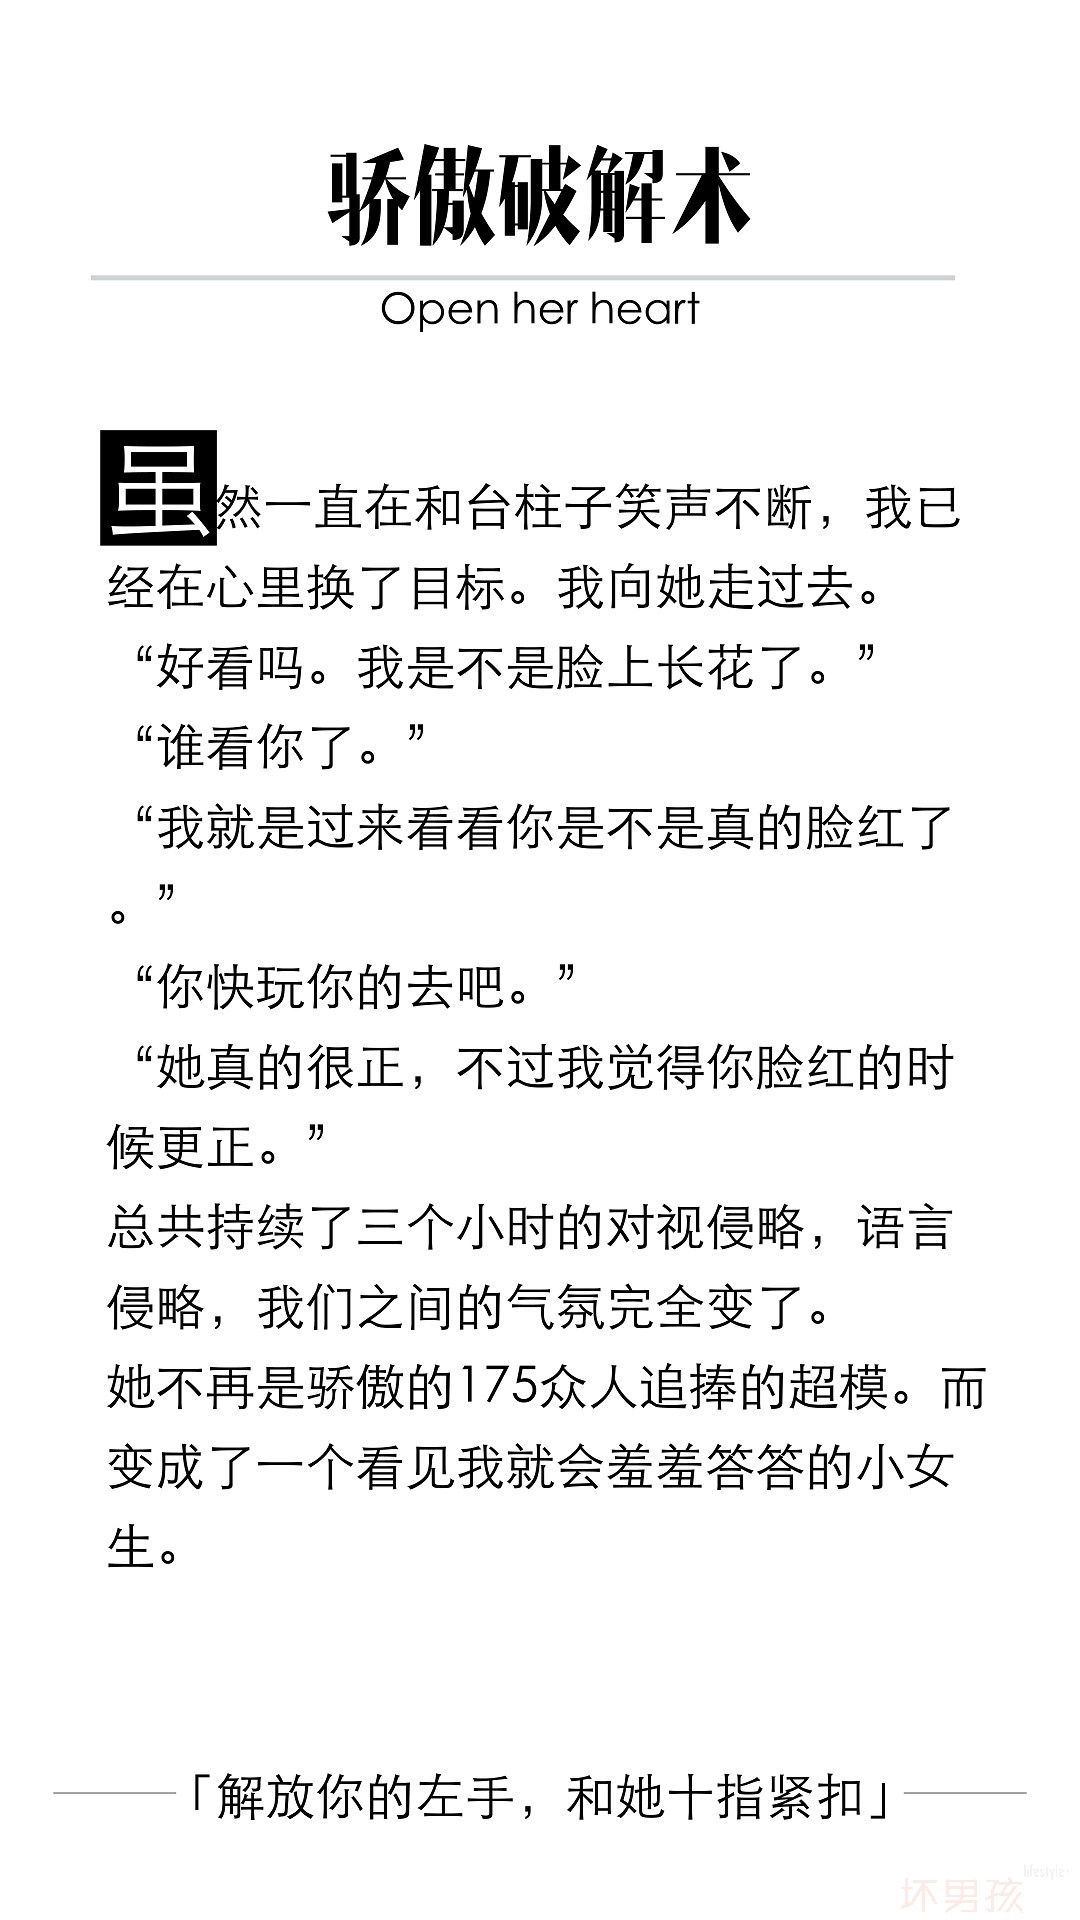 骄傲破解术
Open her heart
虽然一直在和台柱子笑声不断，我已
经在心里换了目标。我向她走过去。
“好看吗。我是不是脸上长花了。”
“谁看你了。”
“我就是过来看看你是不是真的脸红了
。”
“你快玩你的去吧。”
“她真的很正，不过我觉得你脸红的时
候更正。”
总共持续了三个小时的对视侵略，语言
侵略，我们之间的气氛完全变了。
她不再是骄傲的175众人追捧的超模。而
变成了一个看见我就会羞羞答答的小女
生。
「解放你的左手，和她十指紧扣」
lifestyle
坏男孩